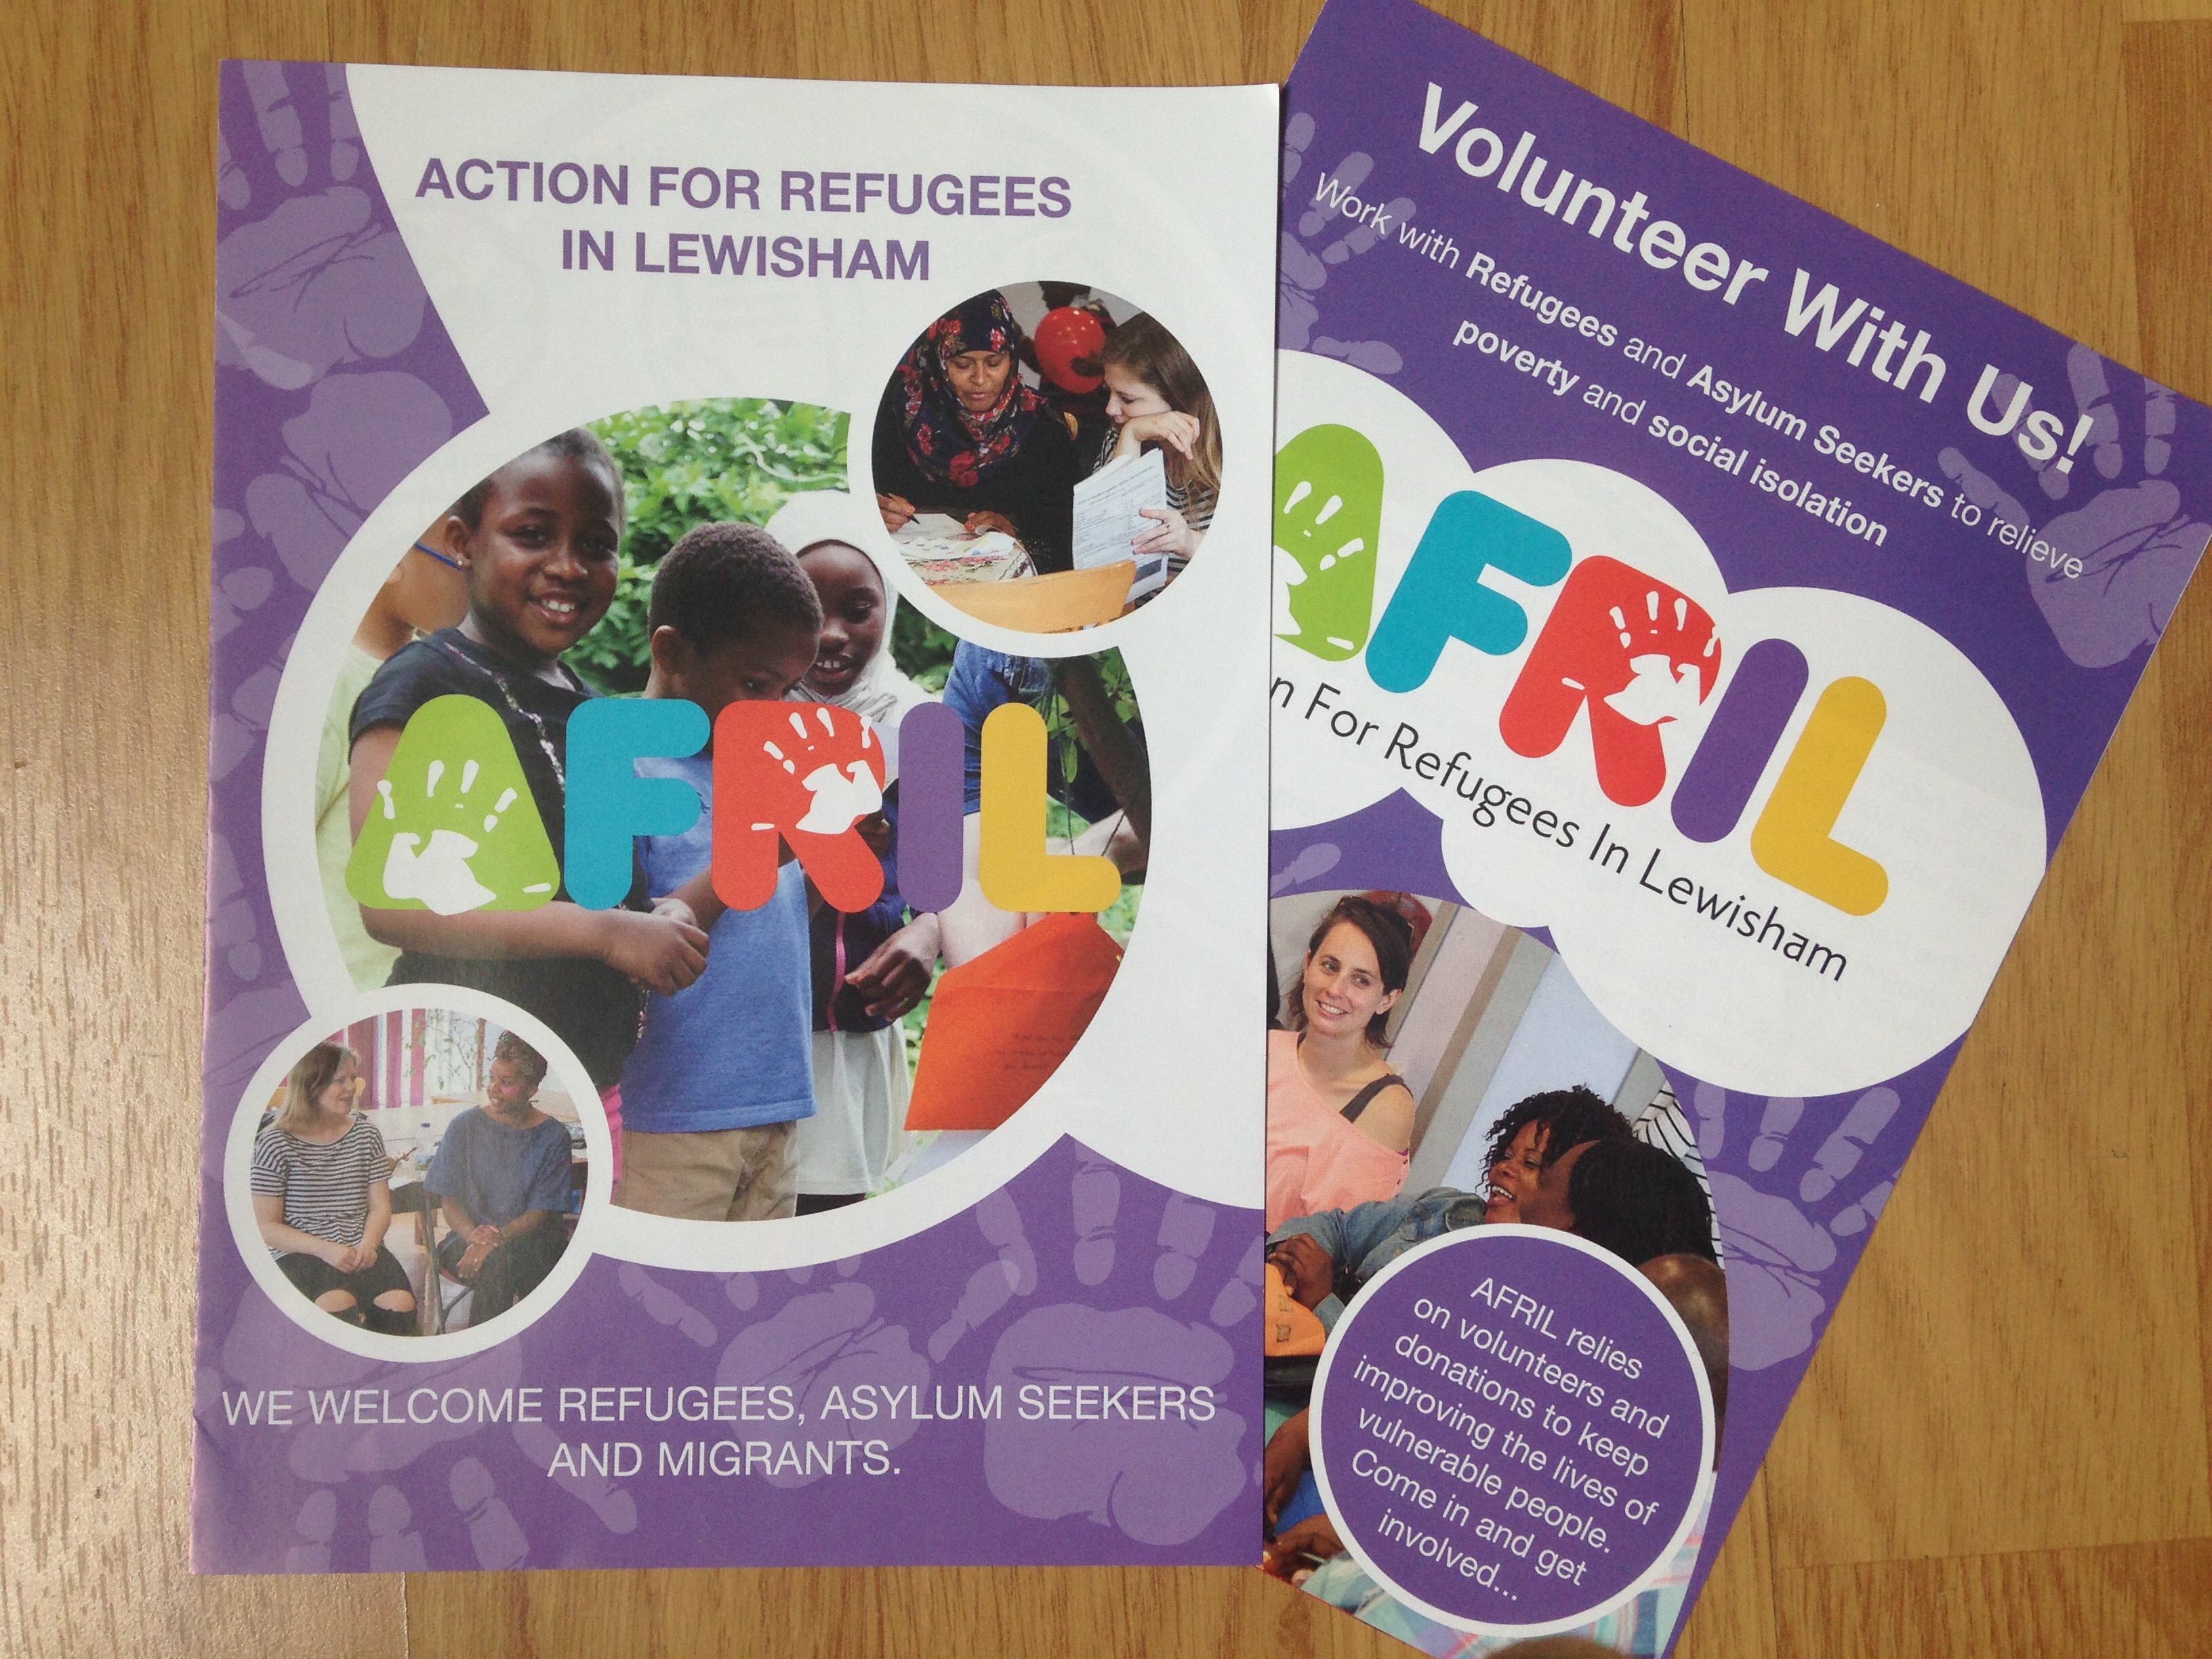 ACTION FOR REFUGEES
IN LEWISHAM
AFRIL
WE WELCOME REFUGEES, ASYLUM SEEKERS
AND MIGRANTS.
Volunteer With Us!
Work with Refugees and Asylum Seekers to relieve
poverty and social isolation
AFRIL
n For Refugees In Lewisham
AFRIL relies
on volunteers and
donations to keep
improving the lives of
vulnerable people.
Come in and get
involved...